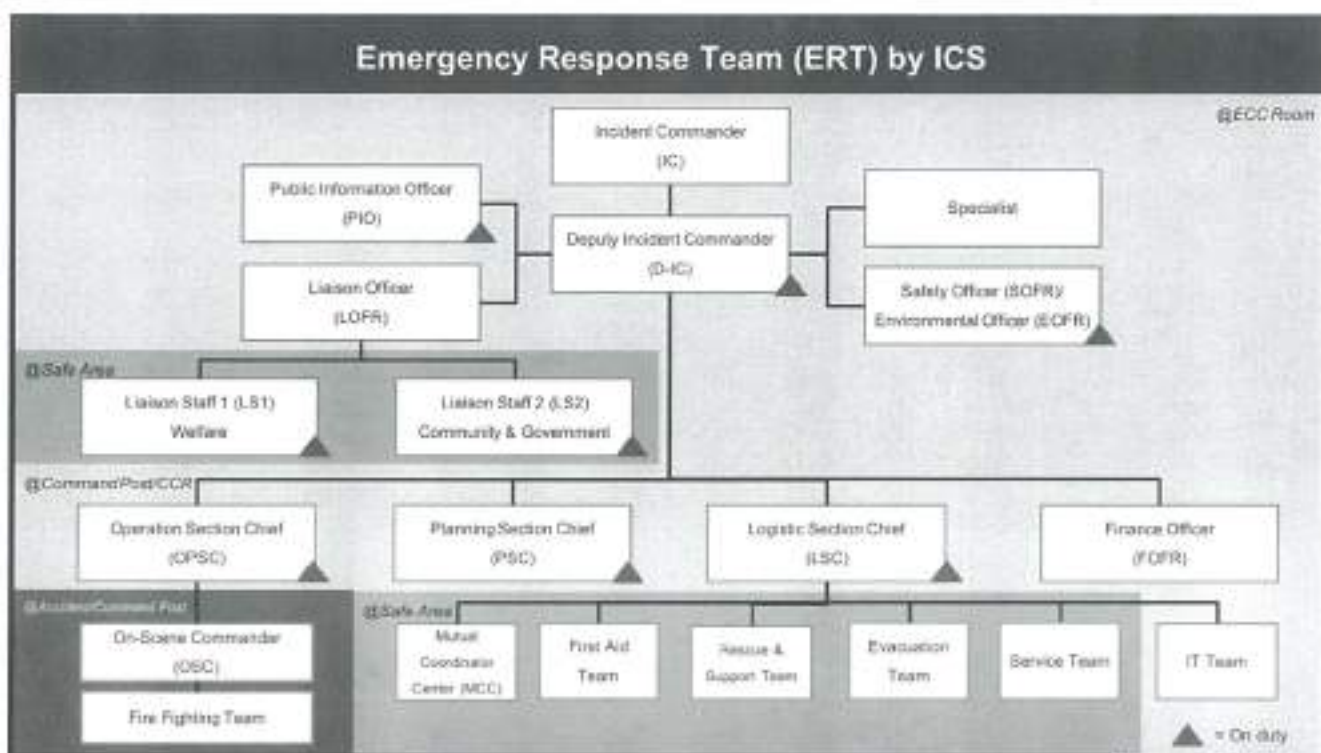 Emergency Response Team (ERT) by ICS
@ECC Room
Incident Commander
(IC)
Public Information Officer
(PIO)
Specialist
Deputy Incident Commander
(D-IC)
Liaison Officer
(LOFR)
Safety Officer (SOFR)/
Environmental Officer (EOFR)
@Safe Area
Liaison Staff 1 (LS1)
Welfare
Liaison Staff 2 (LS2)
Community & Government
@Command Post/CCR
Operation Section Chief
(OPSC)
Planning Section Chief
(PSC)
Logistic Section Chief
(LSC)
Finance Officer
(FOFR)
@Accident/Command Post
On-Scene Commander
(OSC)
Fire Fighting Team
@Safe Area
Mutual
Coordinator
Center (MCC)
First Aid
Team
Rescue &
Support Team
Evacuation
Team
Service Team
IT Team
= On duty